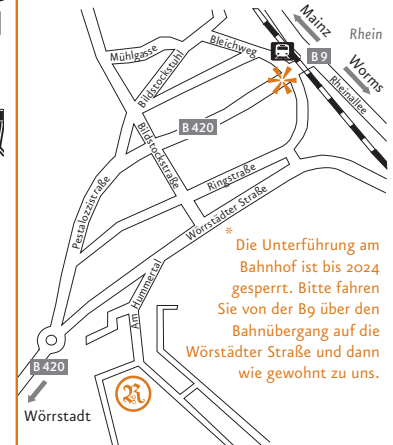 Mainz
Rhein
Bleichweg
B 9
Mühlgasse
Worms
Rheinallee
Bildstockstuhl
B 420
Bildstockstraße
Ringstraße
Pestalozzistraße
Wörrstädter Straße
*
Die Unterführung am
Bahnhof ist bis 2024
gesperrt. Bitte fahren
Sie von der B9 über den
Bahnübergang auf die
Wörstädter Straße und dann
wie gewohnt zu uns.
Am Hummertal
B 420
R
Wörrstadt